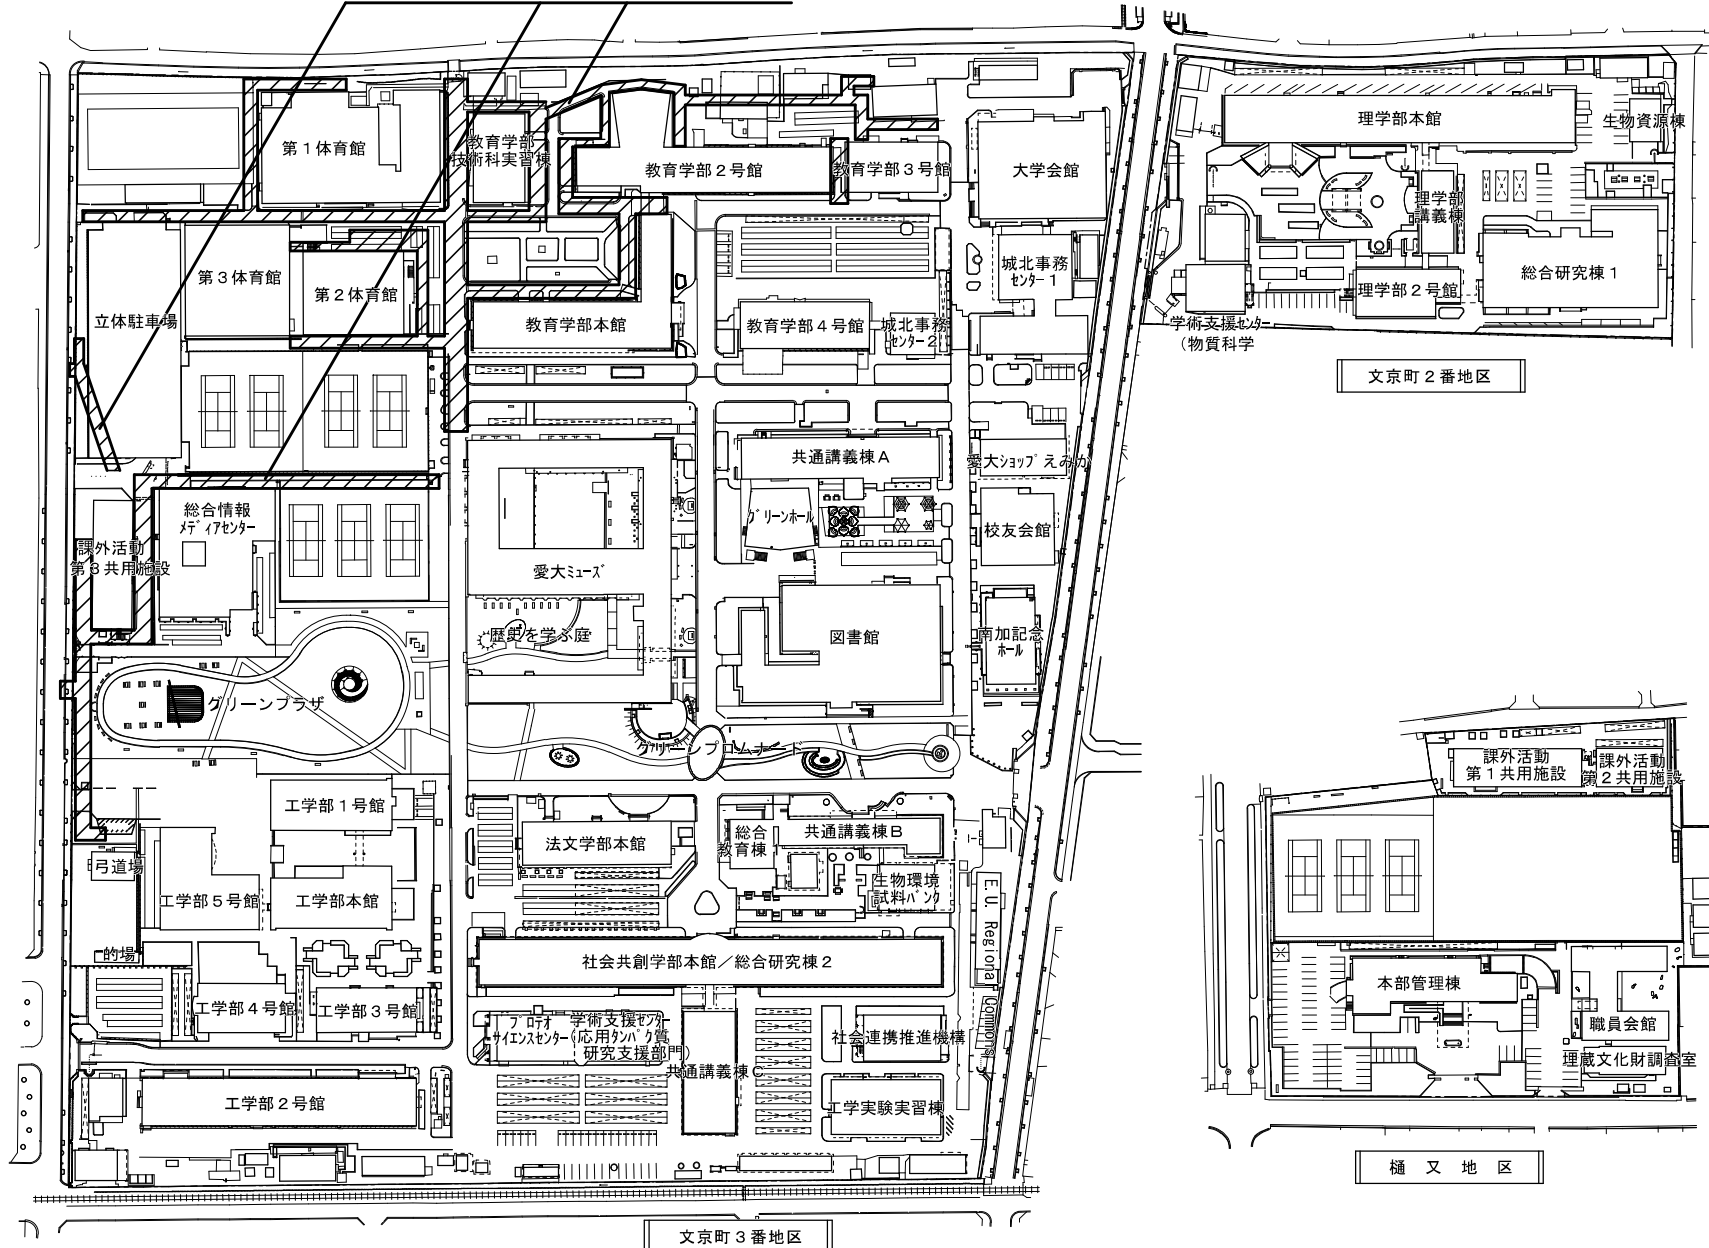 第１体育館
教育学部
技術科実習棟
教育学部２号館
教育学部３号館
大学会館
第３体育館
第２体育館
立体駐車場
教育学部本館
教育学部４号館
城北事務
ｾﾝﾀｰ２
城北事務
ｾﾝﾀｰ１
理学部本館
生物資源棟
理学部
講義棟
総合研究棟１
理学部２号館
学術支援ｾﾝﾀｰ
（物質科学
文京町２番地区
共通講義棟Ａ
愛大ｼｮｯﾌﾟえみか
総合情報
ﾒﾃﾞｨｱｾﾝﾀｰ
ｸﾞﾘｰﾝﾎｰﾙ
校友会館
課外活動
第３共用施設
愛大ﾐｭｰｽﾞ
歴史を学ぶ庭
図書館
南加記念
ﾎｰﾙ
グリーンプラザ
グリーンプロムナード
工学部１号館
法文学部本館
総合
教育棟
共通講義棟Ｂ
弓道場
工学部５号館
工学部本館
生物環境
試料ﾊﾞﾝｸ
E.U. Regional Commons
的場
社会共創学部本館／総合研究棟２
工学部４号館
工学部３号館
ﾌﾟﾛﾃｵ
ｻｲｴﾝｽｾﾝﾀｰ
学術支援ｾﾝﾀｰ
（応用ﾀﾝﾊﾟｸ質
研究支援部門）
共通講義棟Ｃ
社会連携推進機構
工学部２号館
工学実験実習棟
文京町３番地区
課外活動
第１共用施設
課外活動
第２共用施設
本部管理棟
職員会館
埋蔵文化財調査室
樋又地区